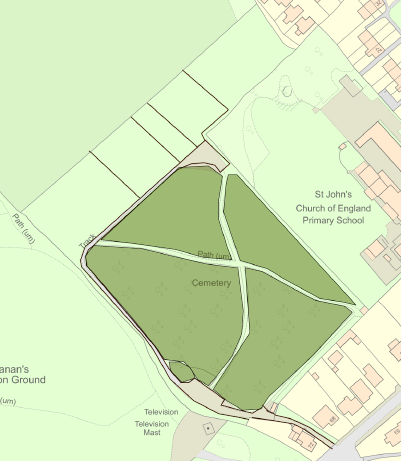 St John's
Church of England
Primary School
Path (um)
Track
Path (um)
Cemetery
anan's
on Ground
(um)
Television
Television
Mast